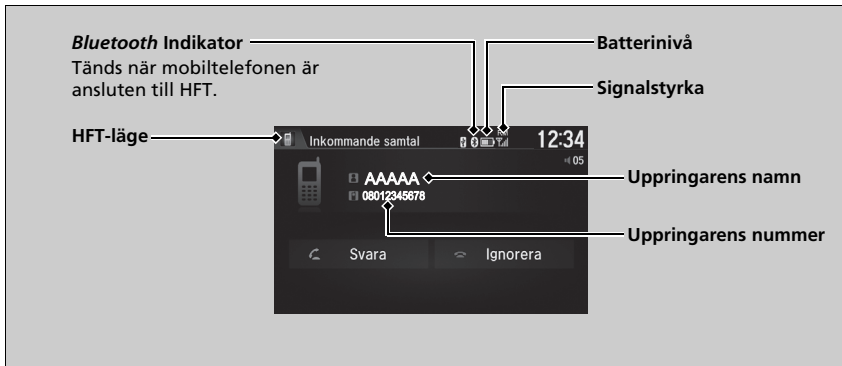 Bluetooth Indikator
Tänds när mobiltelefonen är
ansluten till HFT.
HFT-läge
Batterinivå
Signalstyrka
Inkommande samtal
12:34
05
AAAAA
08012345678
Svara
Ignorera
Uppringarens namn
Uppringarens nummer